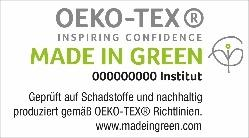 OEKO-TEX®
INSPIRING CONFIDENCE
MADE IN GREEN
000000000 Institut
Geprüft auf Schadstoffe und nachhaltig
produziert gemäß OEKO-TEX® Richtlinien.
www.madeingreen.com